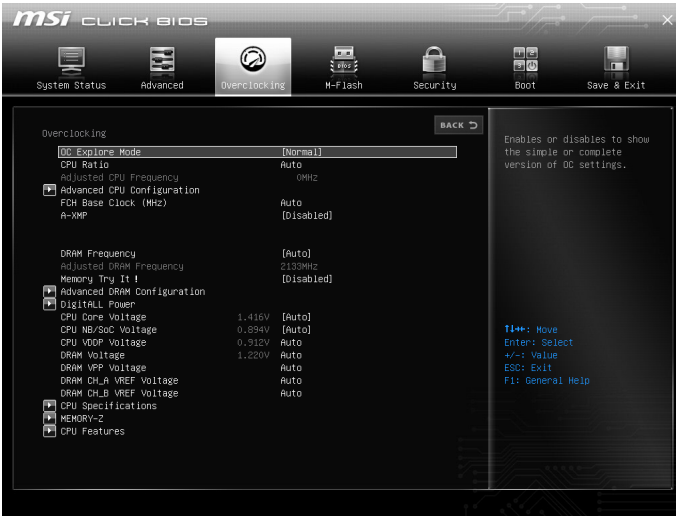 msi CLICK BIOS
System Status Advanced Overclocking M-Flash Security Boot Save & Exit
BIOS
1 2
3
BACK
Overclocking
OC Explore Mode [Normal]
CPU Ratio Auto
Adjusted CPU Frequency 0MHz
Advanced CPU Configuration
FCH Base Clock (MHz) Auto
A-XMP [Disabled]
DRAM Frequency [Auto]
Adjusted DRAM Frequency 2133MHz
Memory Try It ! [Disabled]
Advanced DRAM Configuration
DigitALL Power
CPU Core Voltage 1.416V [Auto]
CPU NB/SoC Voltage 0.894V [Auto]
CPU VDDP Voltage 0.912V Auto
DRAM Voltage 1.220V Auto
DRAM VPP Voltage Auto
DRAM CH_A VREF Voltage Auto
DRAM CH_B VREF Voltage Auto
CPU Specifications
MEMORY-Z
CPU Features
Enables or disables to show
the simple or complete
version of OC settings.
↑↓→←: Move
Enter: Select
+/-: Value
ESC: Exit
F1: General Help